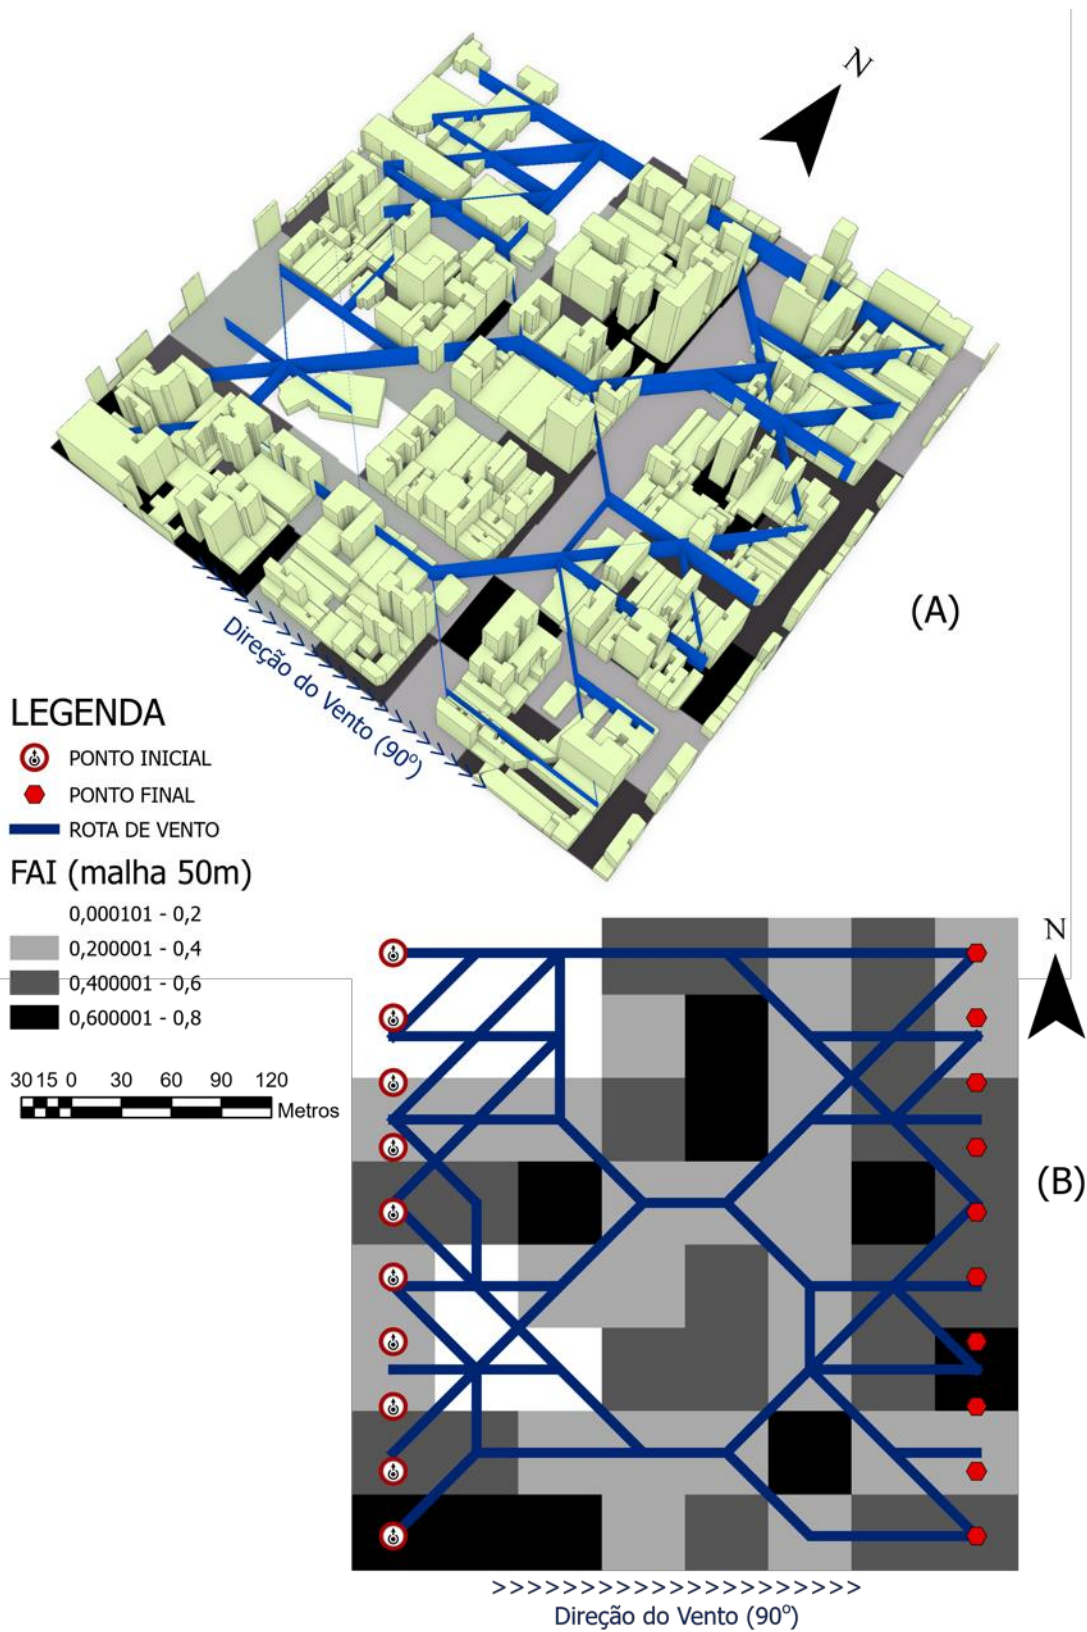 N
(A)
Direção do Vento (90º)
>>>>>>>>>>>>>>>>>>>>>
LEGENDA
PONTO INICIAL
PONTO FINAL
ROTA DE VENTO
FAI (malha 50m)
0,000101 - 0,2
0,200001 - 0,4
0,400001 - 0,6
0,600001 - 0,8
30 15 0 30 60 90 120
Metros
N
(B)
>>>>>>>>>>>>>>>>>>>>>
Direção do Vento (90º)